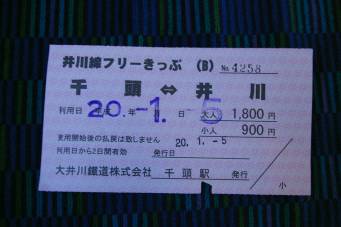 井川線フリーきっぷ (B) № 4258
千頭 ⇔ 井川
利用日 20.-1.-5 年 日 大人 1,800円
小人 900円
使用開始後の払戻は致しません 20. 1. -5
利用日から2日間有効 発行日
大井川鐵道株式会社 千頭駅 発行
小